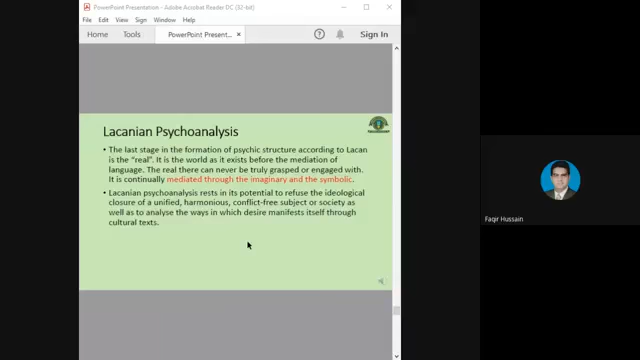 PowerPoint Presentation - Adobe Acrobat Reader DC (32-bit)
File Edit View Sign Window Help
Home Tools PowerPoint Present... × Sign In
Lacanian Psychoanalysis
• The last stage in the formation of psychic structure according to Lacan
is the "real". It is the world as it exists before the mediation of
language. The real there can never be truly grasped or engaged with.
It is continually mediated through the imaginary and the symbolic.
• Lacanian psychoanalysis rests in its potential to refuse the ideological
closure of a unified, harmonious, conflict-free subject or society as
well as to analyse the ways in which desire manifests itself through
cultural texts.
Faqir Hussain